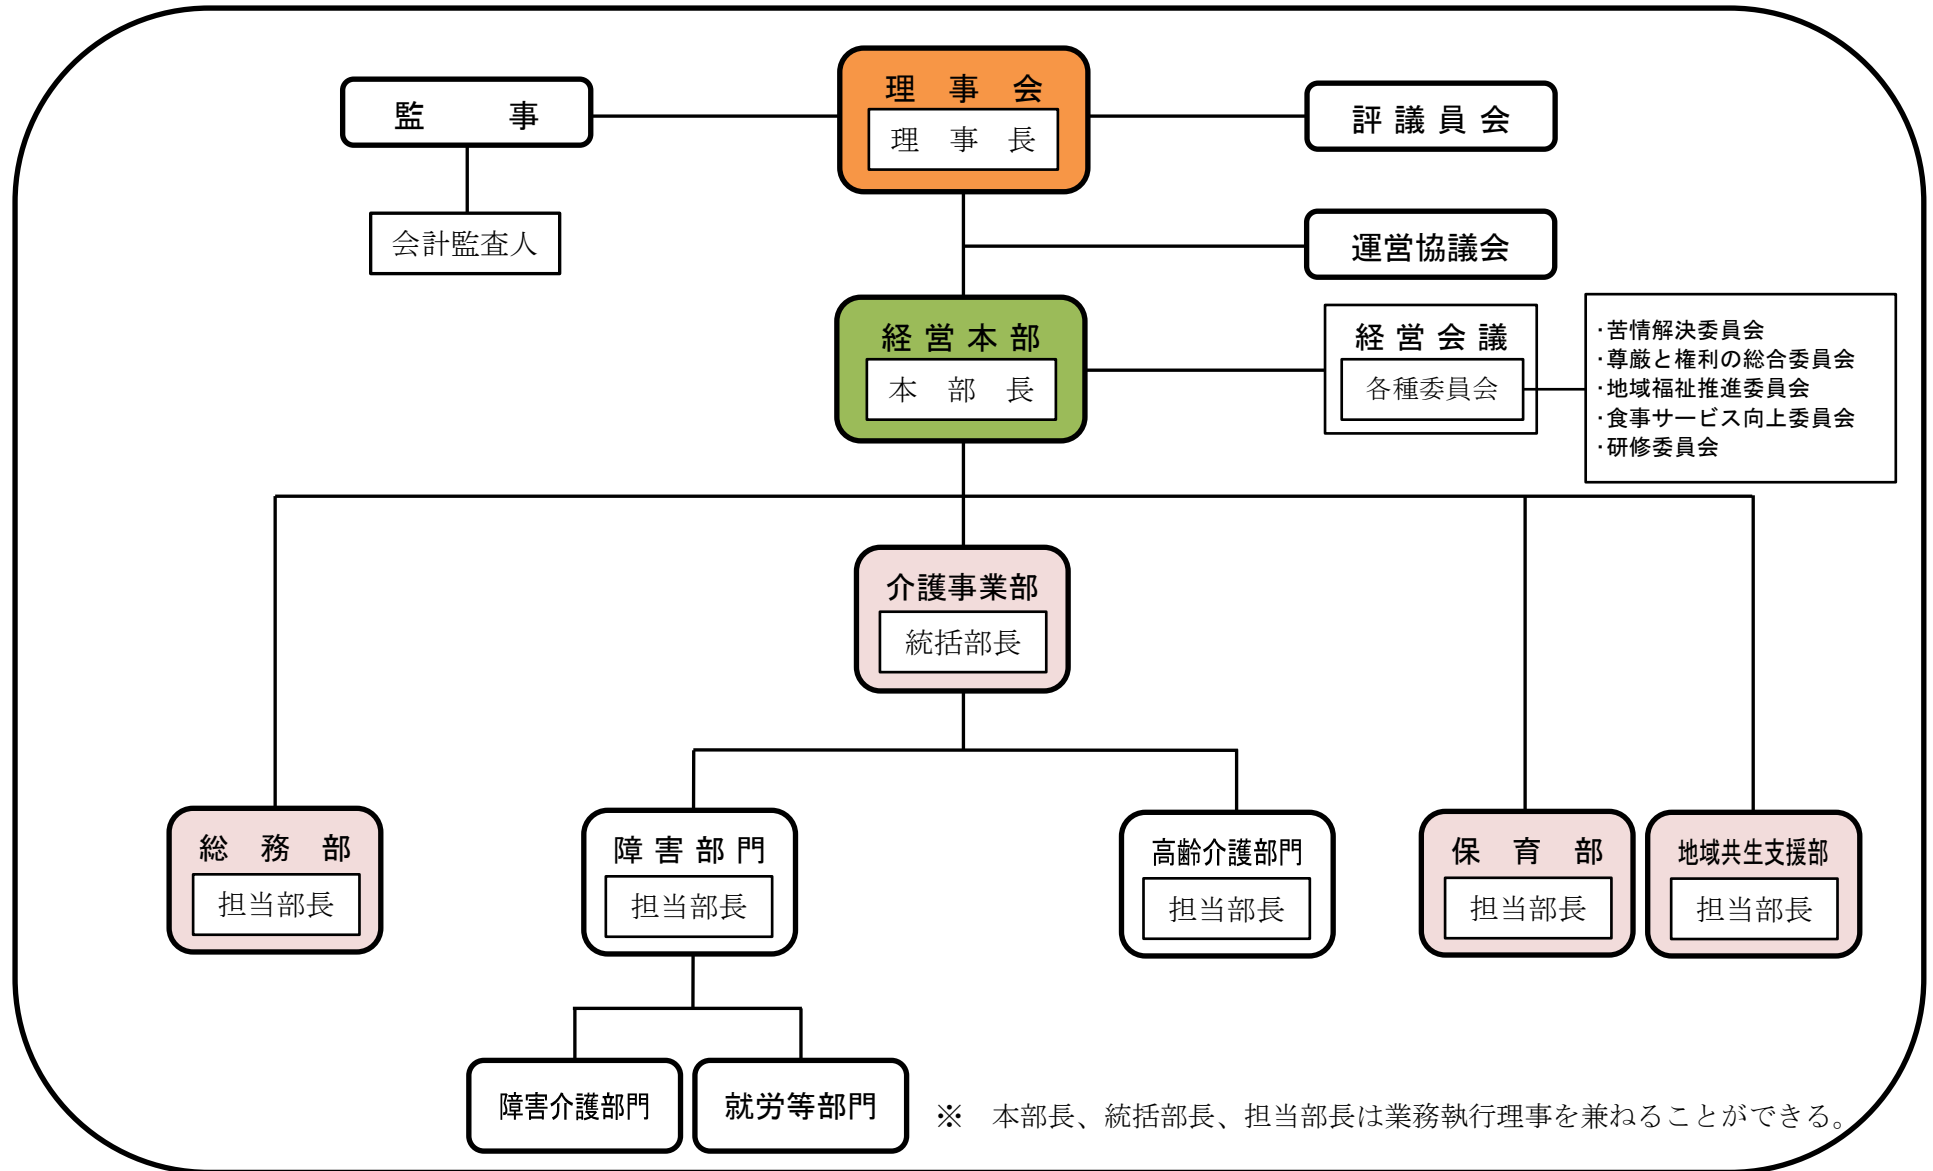 理事会
監事
評議員会
理事長
会計監査人
運営協議会
経営本部
本部長
経営会議
各種委員会
・苦情解決委員会
・尊厳と権利の総合委員会
・地域福祉推進委員会
・食事サービス向上委員会
・研修委員会
介護事業部
統括部長
総務部
担当部長
障害部門
担当部長
高齢介護部門
担当部長
保育部
担当部長
地域共生支援部
担当部長
障害介護部門
就労等部門
※　本部長、統括部長、担当部長は業務執行理事を兼ねることができる。